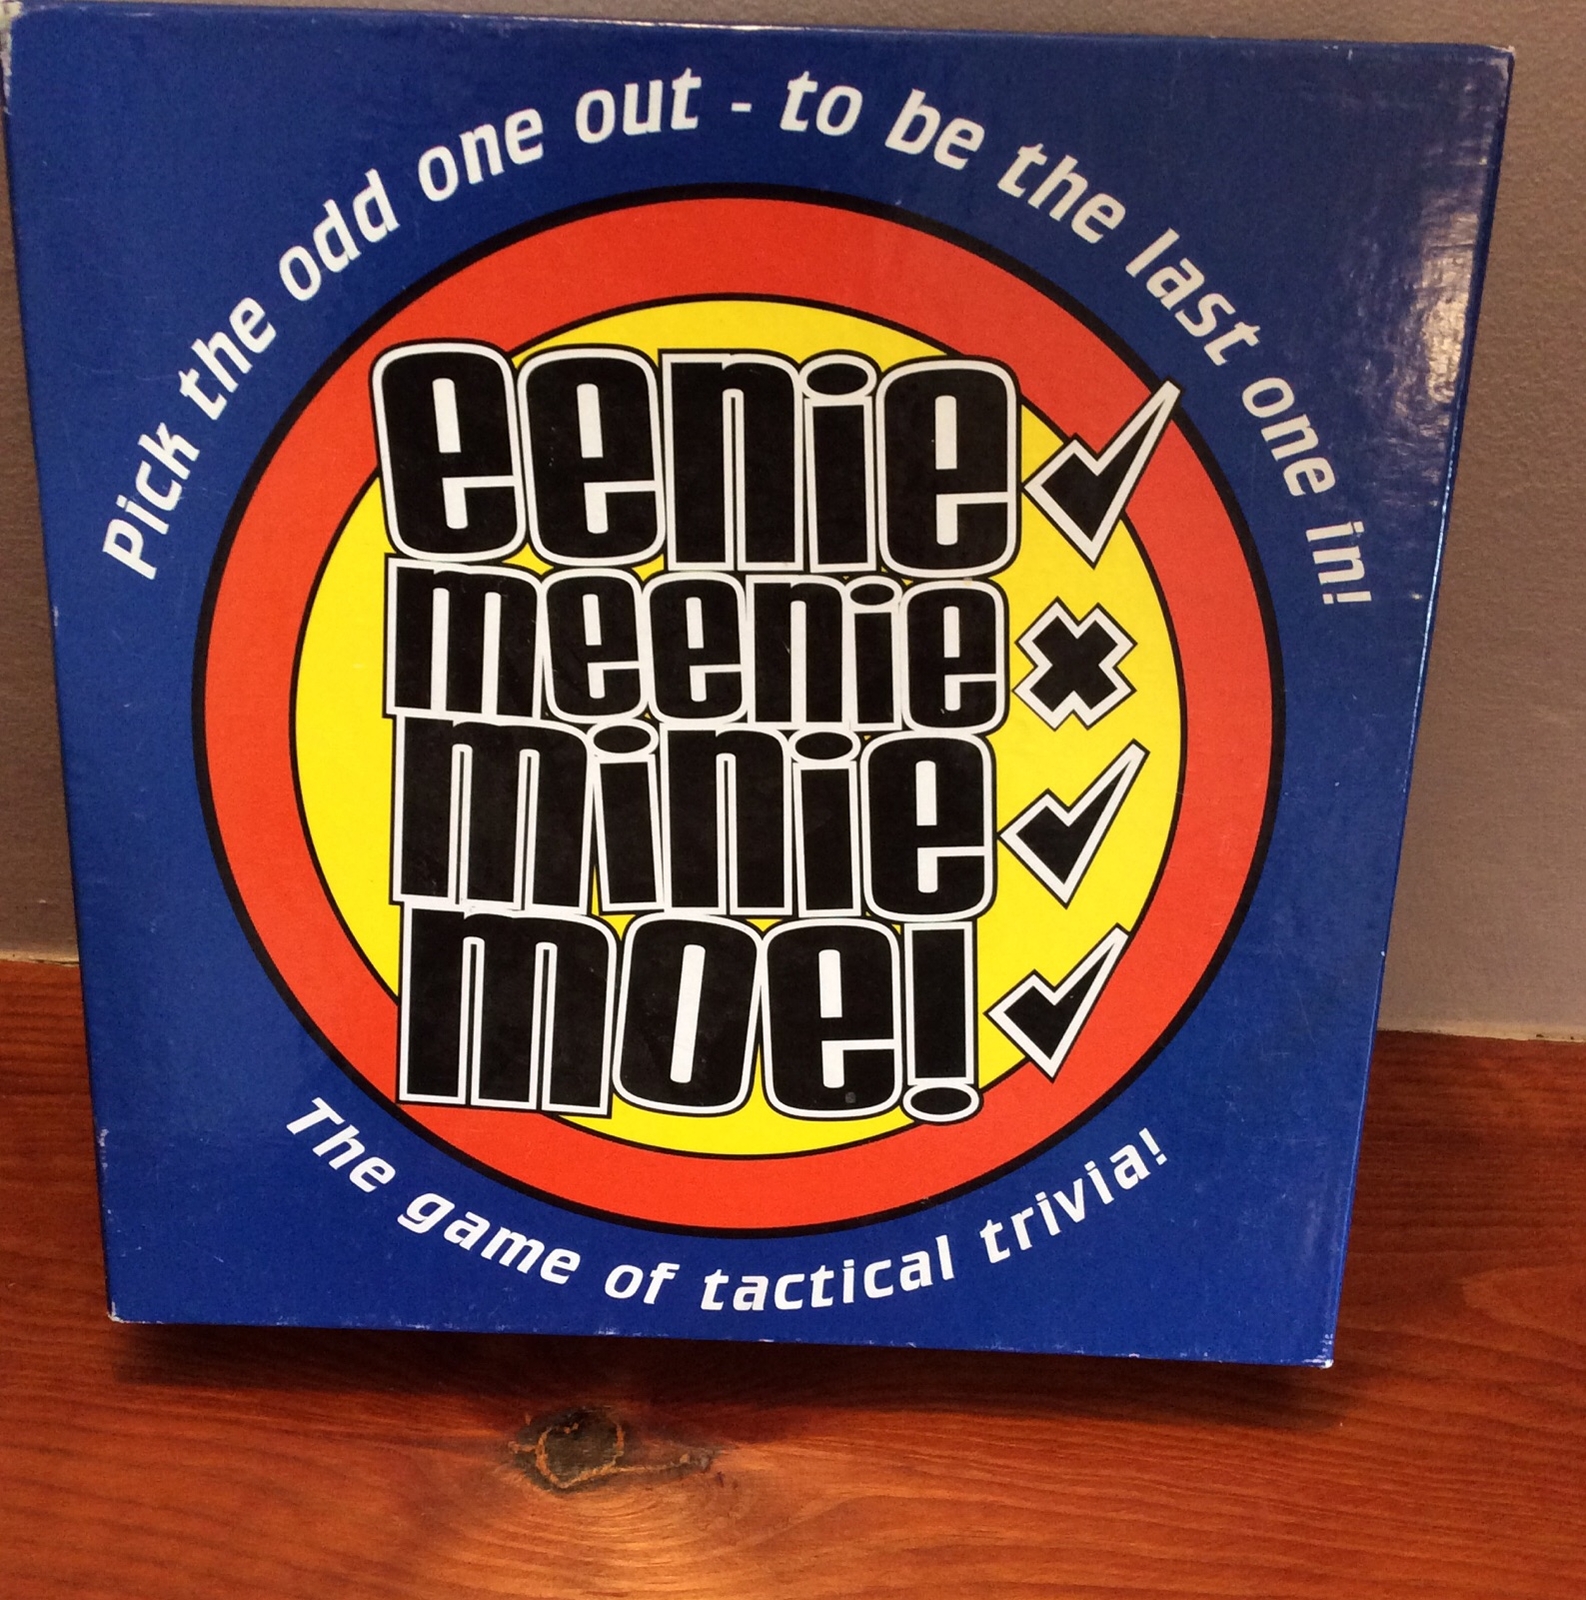 Pick the odd one out - to be the last one in!
eenie
meenie
minie
moe!
The game of tactical trivia!